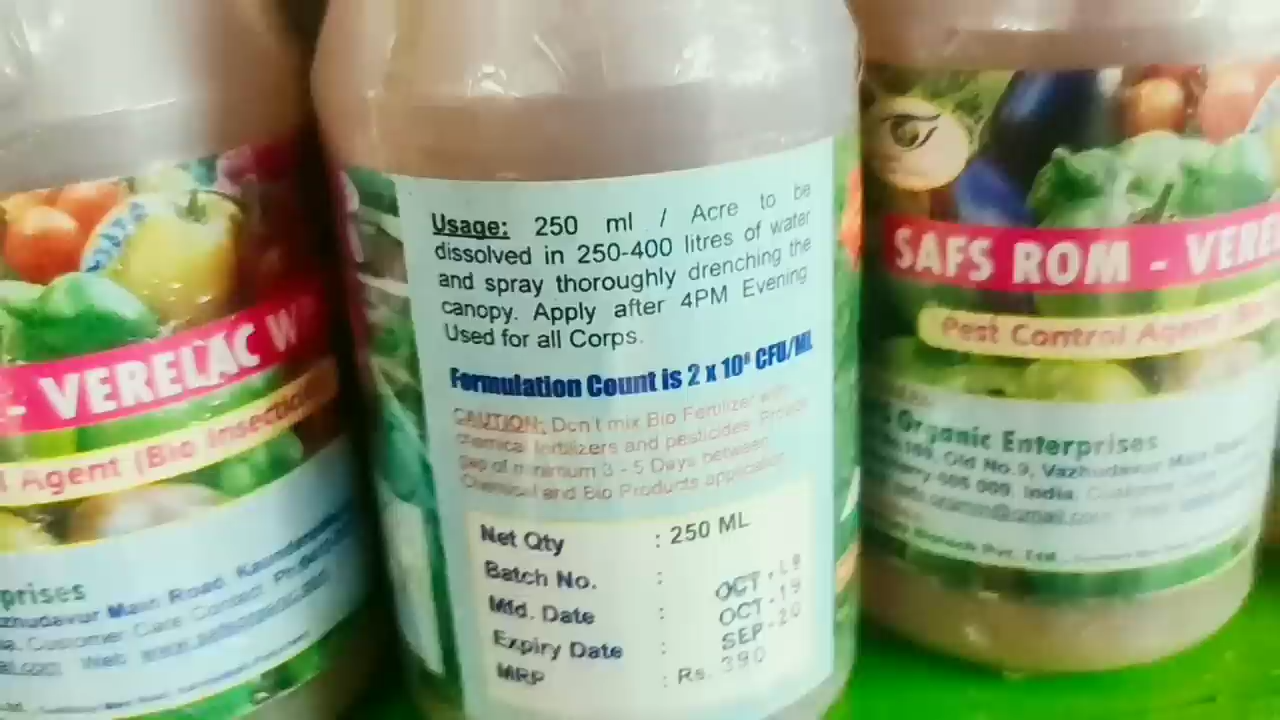 Usage: 250 ml / Acre to be
dissolved in 250-400 litres of water
and spray thoroughly drenching the
canopy. Apply after 4PM Evening
Used for all Corps.
Formulation Count is 2 x 10⁸ CFU/ML
CAUTION: Don't mix Bio Fertilizer with
chemical fertilizers and pesticides. Provide
gap of minimum 3 - 5 Days between
Chemical and Bio Products application.
Net Qty : 250 ML
Batch No. : OCT-19
Mfd. Date : OCT-19
Expiry Date : SEP-20
MRP : Rs. 390
- VERELAC W
Agent (Bio
prises
Main Road,
Customer Care Contact
Web
SAFS ROM - VERE
Pest Control Agent
Organic Enterprises
Old No.9, Vazhudavur Main
India. Customer